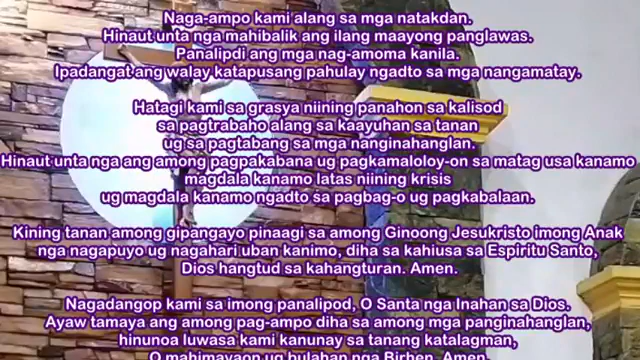 Naga-ampo kami alang sa mga natakdan.
Hinaut unta nga mahibalik ang ilang maayong panglawas.
Panalipdi ang mga nag-amoma kanila.
Ipadangat ang walay katapusang pahulay ngadto sa mga nangamatay.
Hatagi kami sa grasya niining panahon sa kalisod
sa pagtrabaho alang sa kaayuhan sa tanan
ug sa pagtabang sa mga nanginahanglan.
Hinaut unta nga ang among pagpakabana ug pagkamaloloy-on sa matag usa kanamo
magdala kanamo latas niining krisis
ug magdala kanamo ngadto sa pagbag-o ug pagkabalaan.
Kining tanan among gipangayo pinaagi sa among Ginoong Jesukristo imong Anak
nga nagapuyo ug nagahari uban kanimo, diha sa kahiusa sa Espiritu Santo,
Dios hangtud sa kahangturan. Amen.
Nagadangop kami sa imong panalipod, O Santa nga Inahan sa Dios.
Ayaw tamaya ang among pag-ampo diha sa among mga panginahanglan,
hinunoa luwasa kami kanunay sa tanang katalagman,
O mahimayaon ug bulahan nga Birhen. Amen.